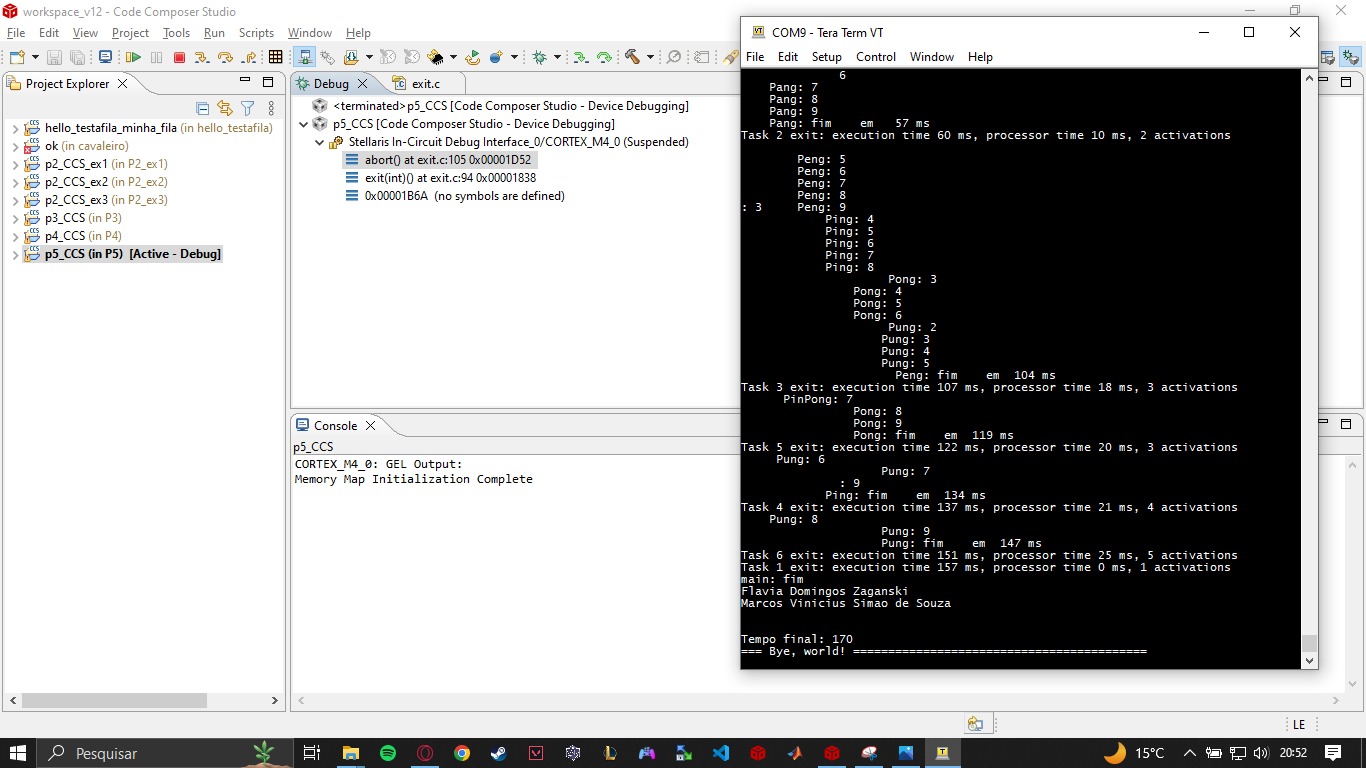 workspace_v12 - Code Composer Studio
File Edit View Project Tools Run Scripts Window Help
Project Explorer
hello_testafila_minha_fila (in hello_testafila)
ok (in cavaleiro)
p2_CCS_ex1 (in P2_ex1)
p2_CCS_ex2 (in P2_ex2)
p2_CCS_ex3 (in P2_ex3)
p3_CCS (in P3)
p4_CCS (in P4)
p5_CCS (in P5) [Active - Debug]
Debug
exit.c
<terminated>p5_CCS [Code Composer Studio - Device Debugging]
p5_CCS [Code Composer Studio - Device Debugging]
Stellaris In-Circuit Debug Interface_0/CORTEX_M4_0 (Suspended)
abort() at exit.c:105 0x00001D52
exit(int)() at exit.c:94 0x00001838
0x00001B6A (no symbols are defined)
Console
p5_CCS
CORTEX_M4_0: GEL Output:
Memory Map Initialization Complete
LE
COM9 - Tera Term VT
File Edit Setup Control Window Help
6
Pang: 7
Pang: 8
Pang: 9
Pang: fim em 57 ms
Task 2 exit: execution time 60 ms, processor time 10 ms, 2 activations
Peng: 5
Peng: 6
Peng: 7
Peng: 8
: 3 Peng: 9
Ping: 4
Ping: 5
Ping: 6
Ping: 7
Ping: 8
Pong: 3
Pong: 4
Pong: 5
Pong: 6
Pung: 2
Pung: 3
Pung: 4
Pung: 5
Peng: fim em 104 ms
Task 3 exit: execution time 107 ms, processor time 18 ms, 3 activations
PinPong: 7
Pong: 8
Pong: 9
Pong: fim em 119 ms
Task 5 exit: execution time 122 ms, processor time 20 ms, 3 activations
Pung: 6
Pung: 7
: 9
Ping: fim em 134 ms
Task 4 exit: execution time 137 ms, processor time 21 ms, 4 activations
Pung: 8
Pung: 9
Pung: fim em 147 ms
Task 6 exit: execution time 151 ms, processor time 25 ms, 5 activations
Task 1 exit: execution time 157 ms, processor time 0 ms, 1 activations
main: fim
Flavia Domingos Zaganski
Marcos Vinicius Simao de Souza
Tempo final: 170
=== Bye, world! ==========================================
Pesquisar
15°C
20:52